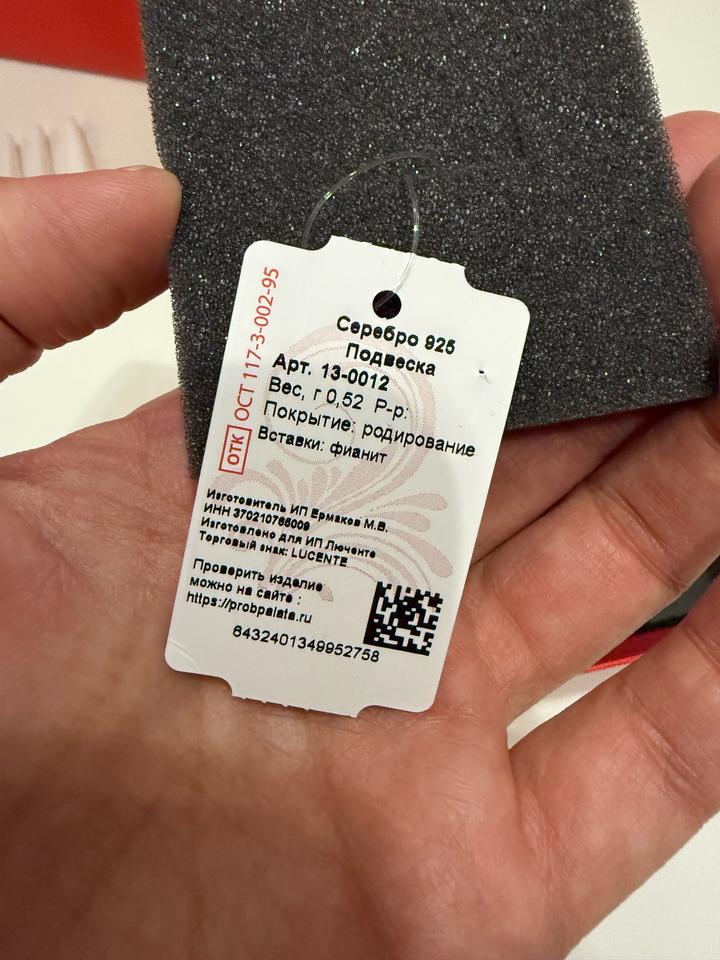 Серебро 925
Подвеска
Арт. 13-0012
Вес, г 0,52 Р-р:
Покрытие: родирование
Вставки: фианит
ОТК ОСТ 117-3-002-95
Изготовитель ИП Ермаков М.В.
ИНН 370210765009
Изготовлено для ИП Люченте
Торговый знак: LUCENTE
Проверить изделие
можно на сайте :
https://probpalata.ru
6432401349952758